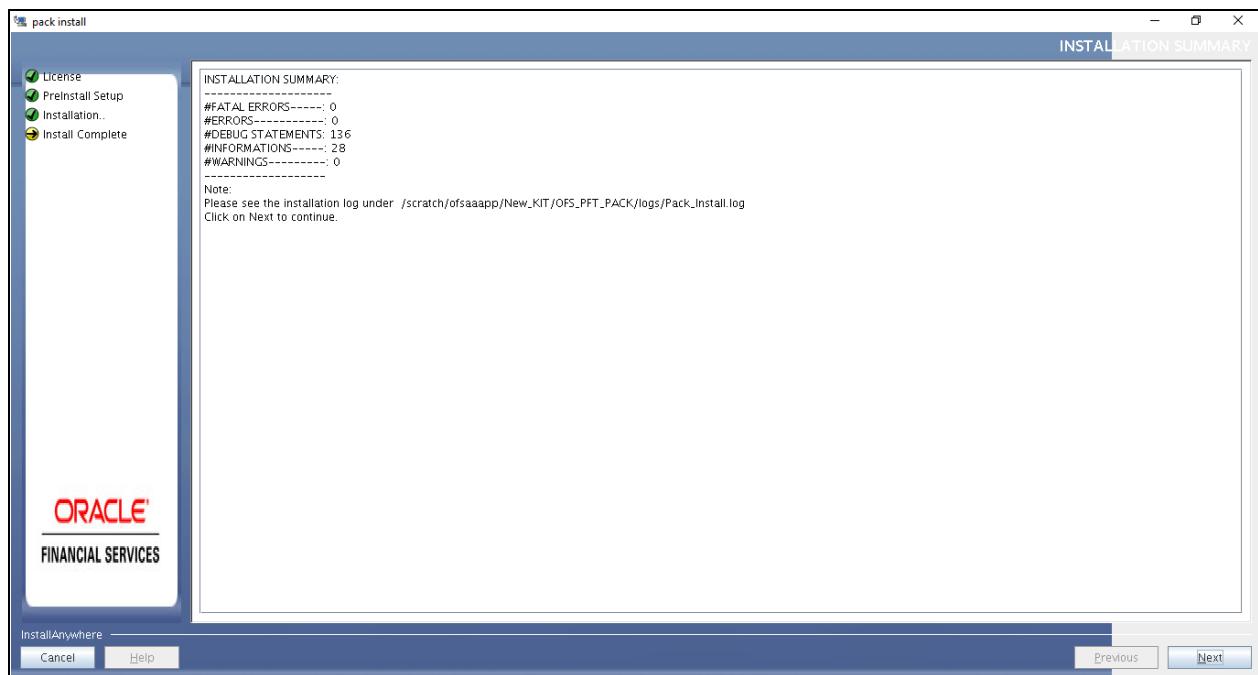 pack install
INSTALLATION SUMMARY
License
PreInstall Setup
Installation..
Install Complete
INSTALLATION SUMMARY:
--------------------
#FATAL ERRORS-----: 0
#ERRORS-----------: 0
#DEBUG STATEMENTS: 136
#INFORMATIONS-----: 28
#WARNINGS---------: 0
-------------------
Note:
Please see the installation log under /scratch/ofsaaapp/New_KIT/OFS_PFT_PACK/logs/Pack_Install.log
Click on Next to continue.
ORACLE
FINANCIAL SERVICES
InstallAnywhere
Cancel Help Previous Next